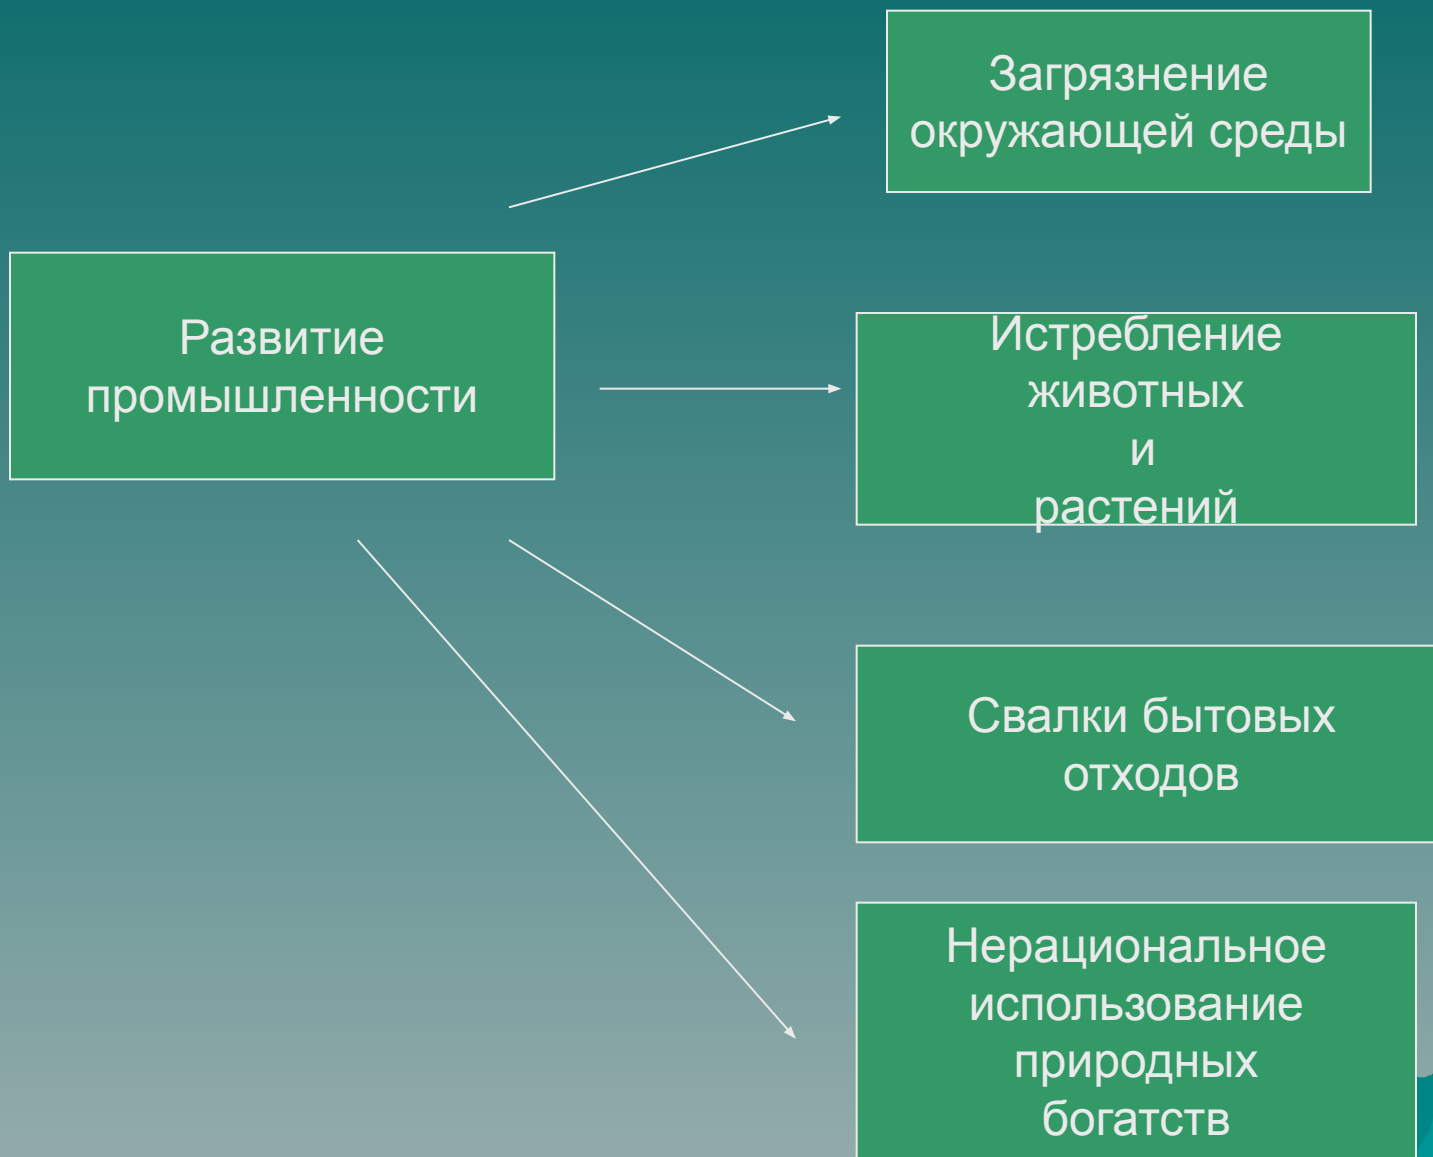 Загрязнение
окружающей среды
Развитие
промышленности
Истребление
животных
и
растений
Свалки бытовых
отходов
Нерациональное
использование
природных
богатств